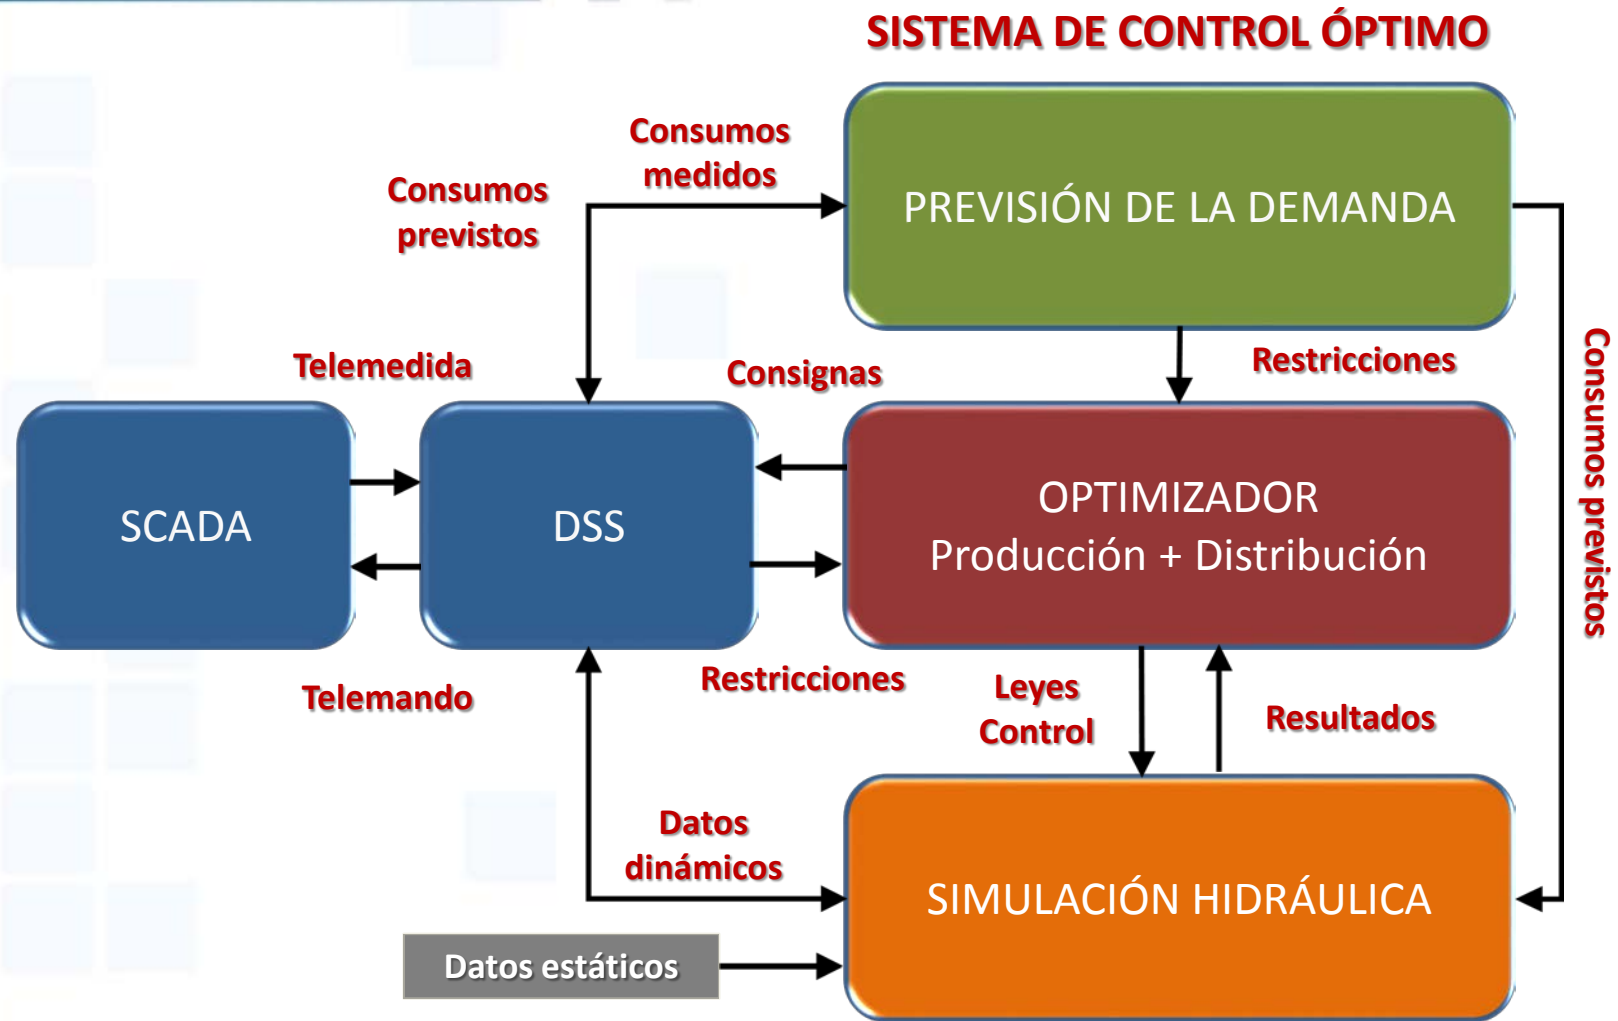 SISTEMA DE CONTROL ÓPTIMO
Consumos
medidos
Consumos
previstos
PREVISIÓN DE LA DEMANDA
Telemedida
Consignas
Restricciones
Consumos previstos
SCADA
DSS
OPTIMIZADOR
Producción + Distribución
Telemando
Restricciones
Leyes
Control
Resultados
Datos
dinámicos
SIMULACIÓN HIDRÁULICA
Datos estáticos